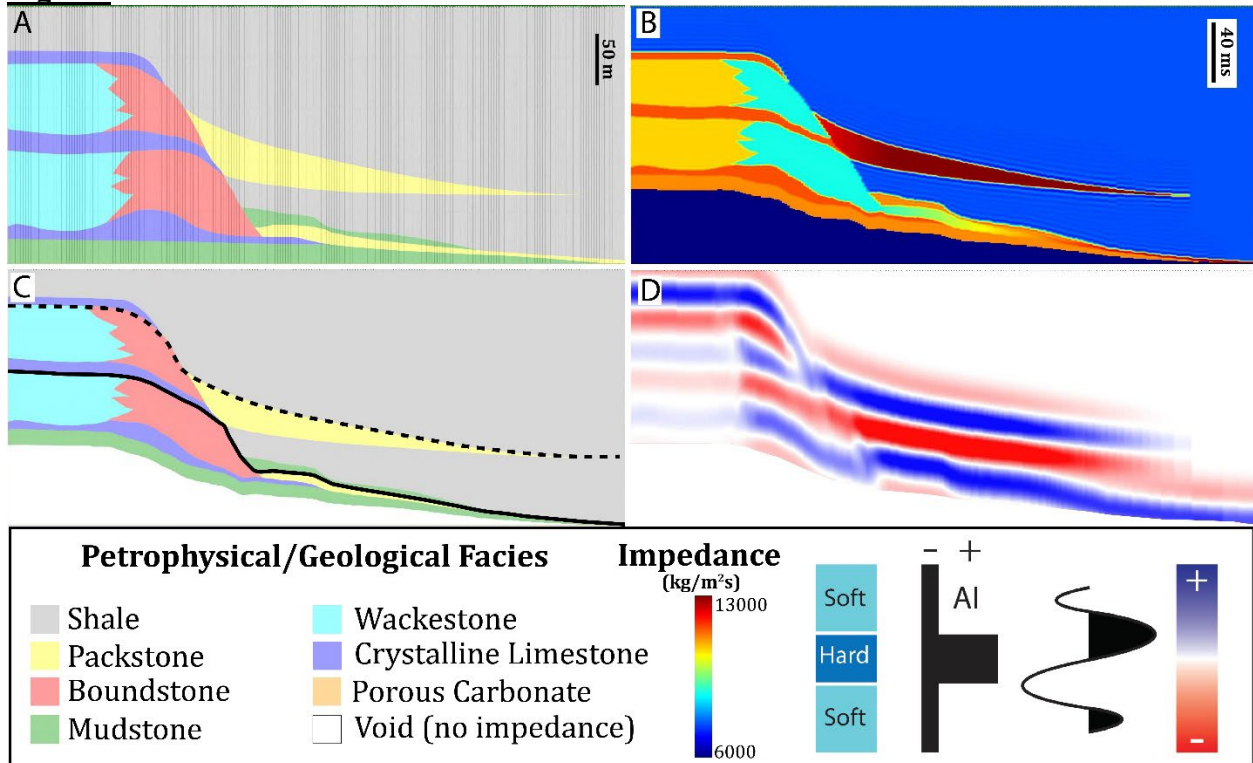 A
50 m
B
40 ms
C
D
Petrophysical/Geological Facies
Shale
Packstone
Boundstone
Mudstone
Wackestone
Crystalline Limestone
Porous Carbonate
Void (no impedance)
Impedance
(kg/m²s)
13000
6000
Soft
Hard
Soft
- +
AI
+
-